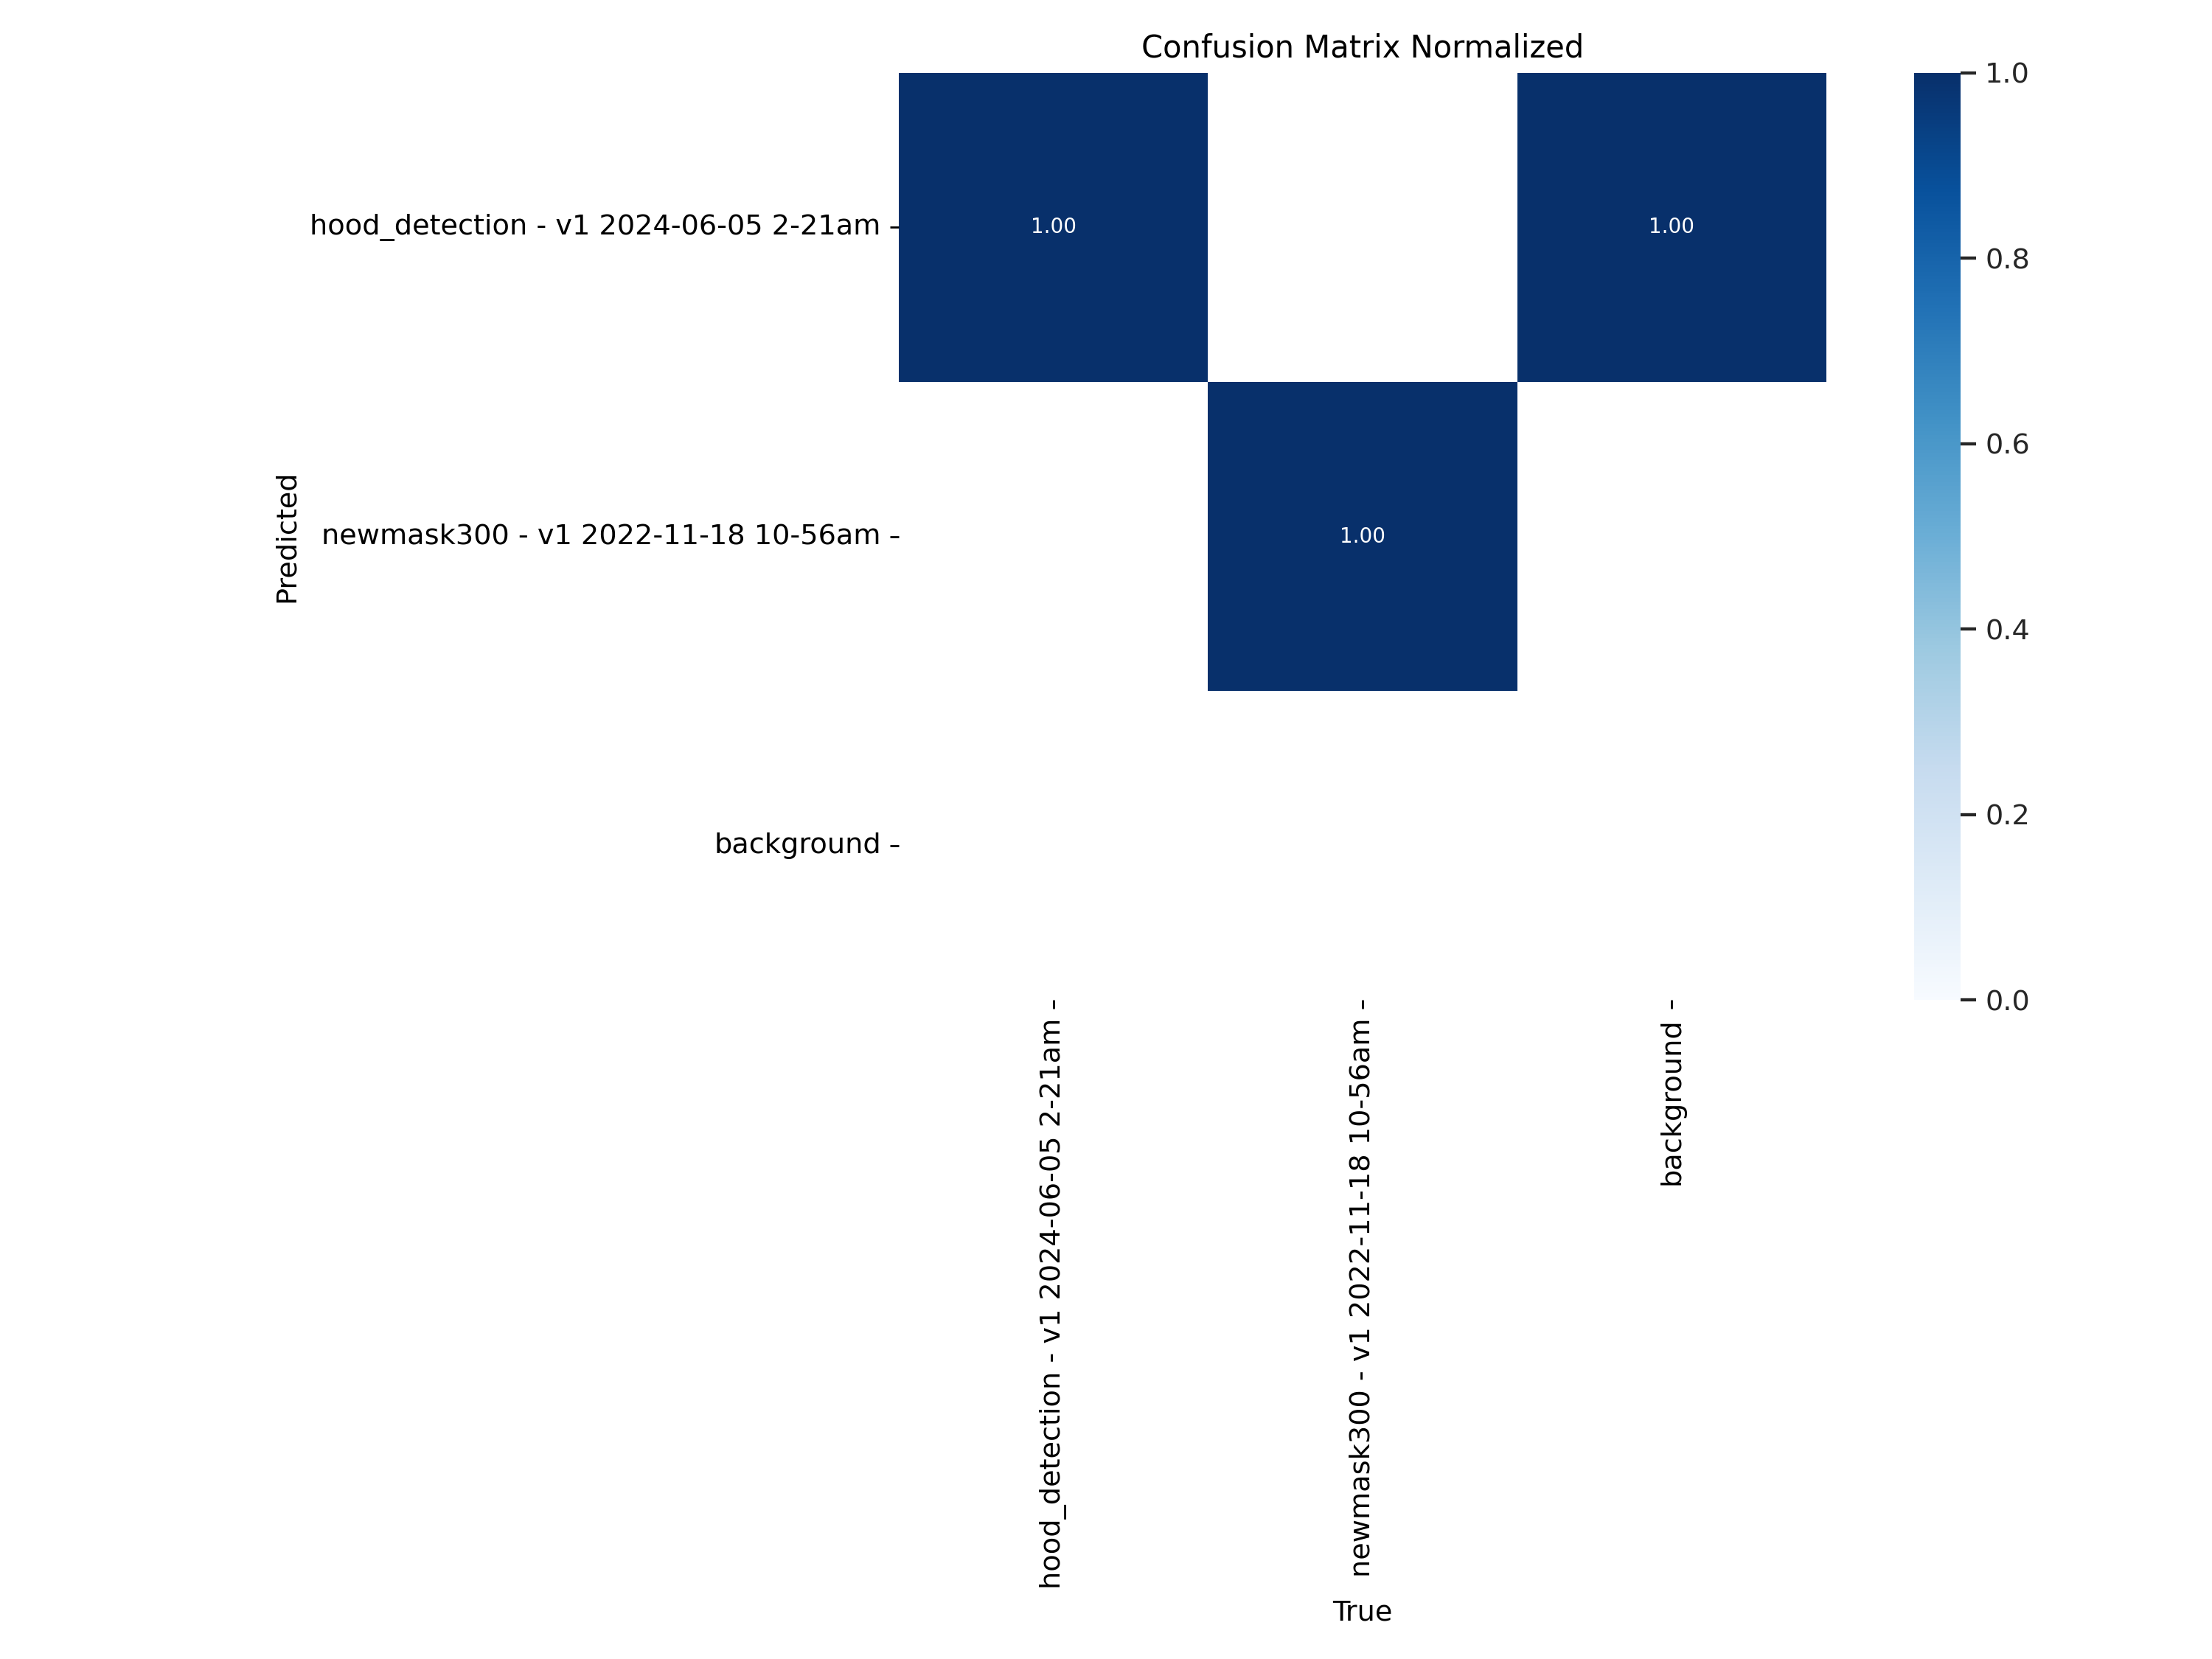 Confusion Matrix Normalized
hood_detection - v1 2024-06-05 2-21am
1.00
1.00
newmask300 - v1 2022-11-18 10-56am
1.00
background
Predicted
hood_detection - v1 2024-06-05 2-21am
newmask300 - v1 2022-11-18 10-56am
background
True
1.0
0.8
0.6
0.4
0.2
0.0